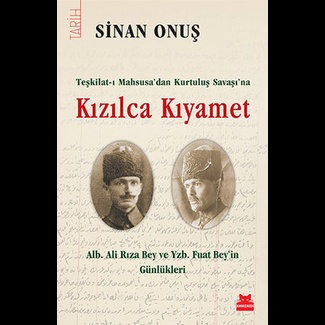 TARİH
SİNAN ONUŞ
Teşkilat-ı Mahsusa'dan Kurtuluş Savaşı'na
Kızılca Kıyamet
Alb. Ali Rıza Bey ve Yzb. Fuat Bey'in
Günlükleri